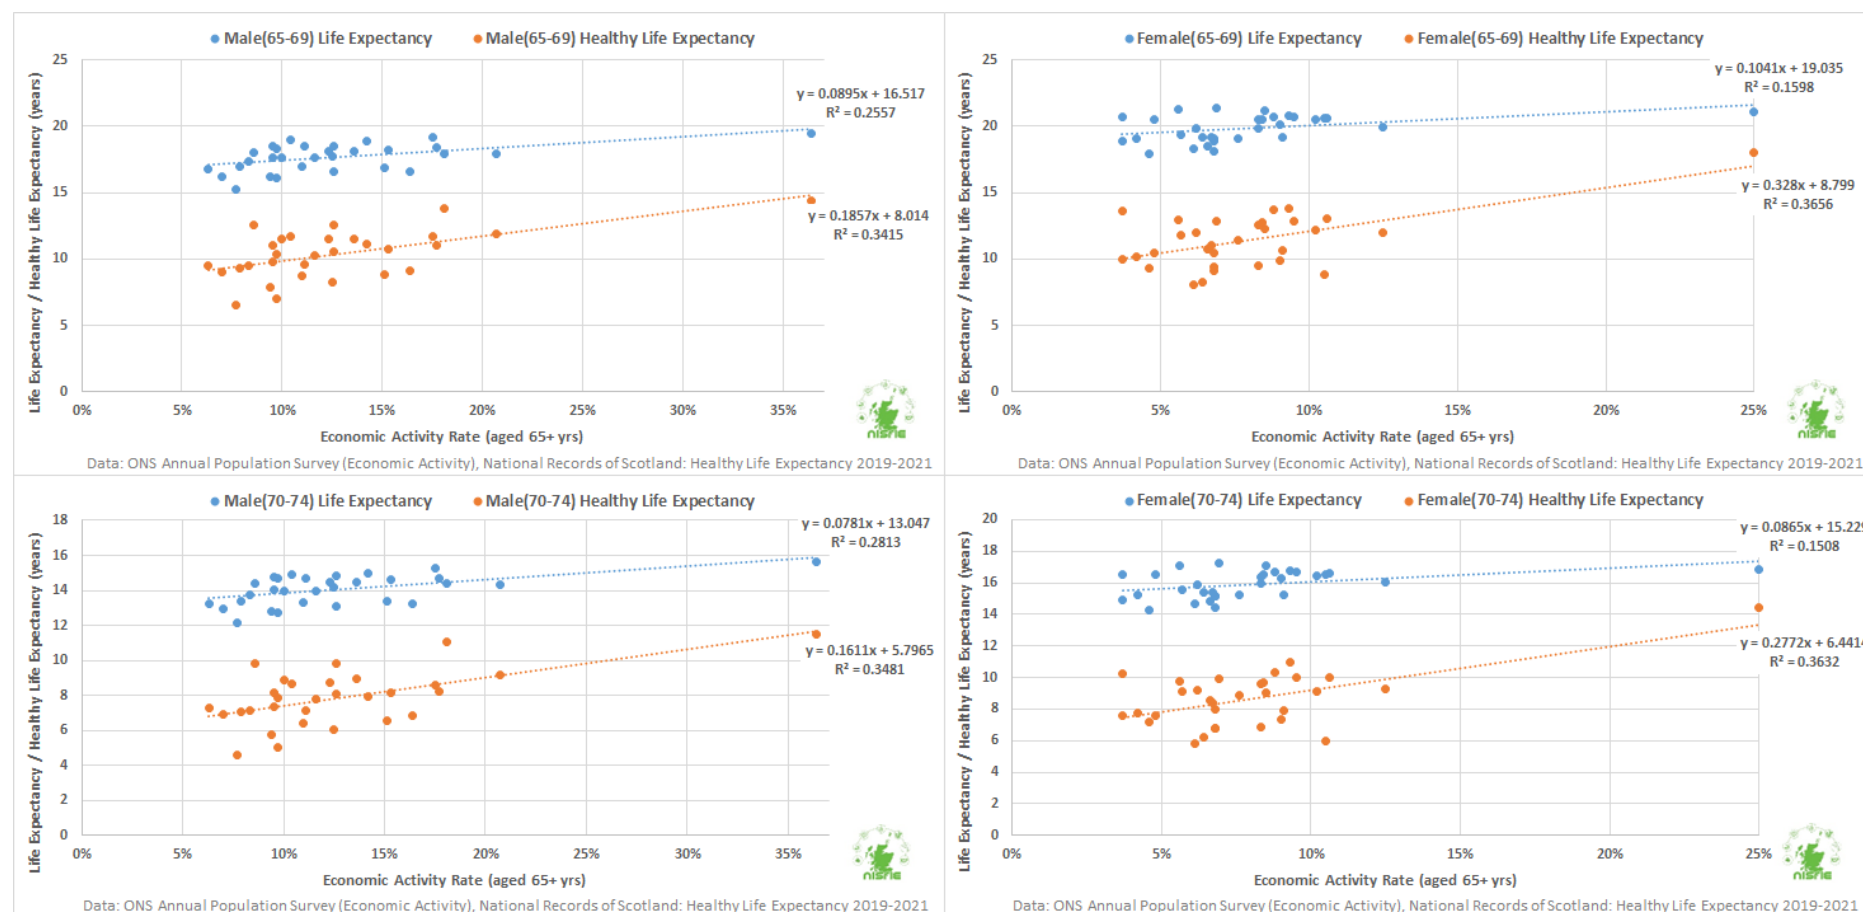 Male(65-69) Life Expectancy
Male(65-69) Healthy Life Expectancy
Life Expectancy / Healthy Life Expectancy (years)
25
20
15
10
5
0
y = 0.0895x + 16.517
R² = 0.2557
y = 0.1857x + 8.014
R² = 0.3415
0% 5% 10% 15% 20% 25% 30% 35%
Economic Activity Rate (aged 65+ yrs)
nisrie
Data: ONS Annual Population Survey (Economic Activity), National Records of Scotland: Healthy Life Expectancy 2019-2021
Female(65-69) Life Expectancy
Female(65-69) Healthy Life Expectancy
Life Expectancy / Healthy Life Expectancy (years)
25
20
15
10
5
0
y = 0.1041x + 19.035
R² = 0.1598
y = 0.328x + 8.799
R² = 0.3656
0% 5% 10% 15% 20% 25%
Economic Activity Rate (aged 65+ yrs)
nisrie
Data: ONS Annual Population Survey (Economic Activity), National Records of Scotland: Healthy Life Expectancy 2019-2021
Male(70-74) Life Expectancy
Male(70-74) Healthy Life Expectancy
Life Expectancy / Healthy Life Expectancy (years)
18
16
14
12
10
8
6
4
2
0
y = 0.0781x + 13.047
R² = 0.2813
y = 0.1611x + 5.7965
R² = 0.3481
0% 5% 10% 15% 20% 25% 30% 35%
Economic Activity Rate (aged 65+ yrs)
nisrie
Data: ONS Annual Population Survey (Economic Activity), National Records of Scotland: Healthy Life Expectancy 2019-2021
Female(70-74) Life Expectancy
Female(70-74) Healthy Life Expectancy
Life Expectancy / Healthy Life Expectancy (years)
20
18
16
14
12
10
8
6
4
2
0
y = 0.0865x + 15.229
R² = 0.1508
y = 0.2772x + 6.4414
R² = 0.3632
0% 5% 10% 15% 20% 25%
Economic Activity Rate (aged 65+ yrs)
nisrie
Data: ONS Annual Population Survey (Economic Activity), National Records of Scotland: Healthy Life Expectancy 2019-2021